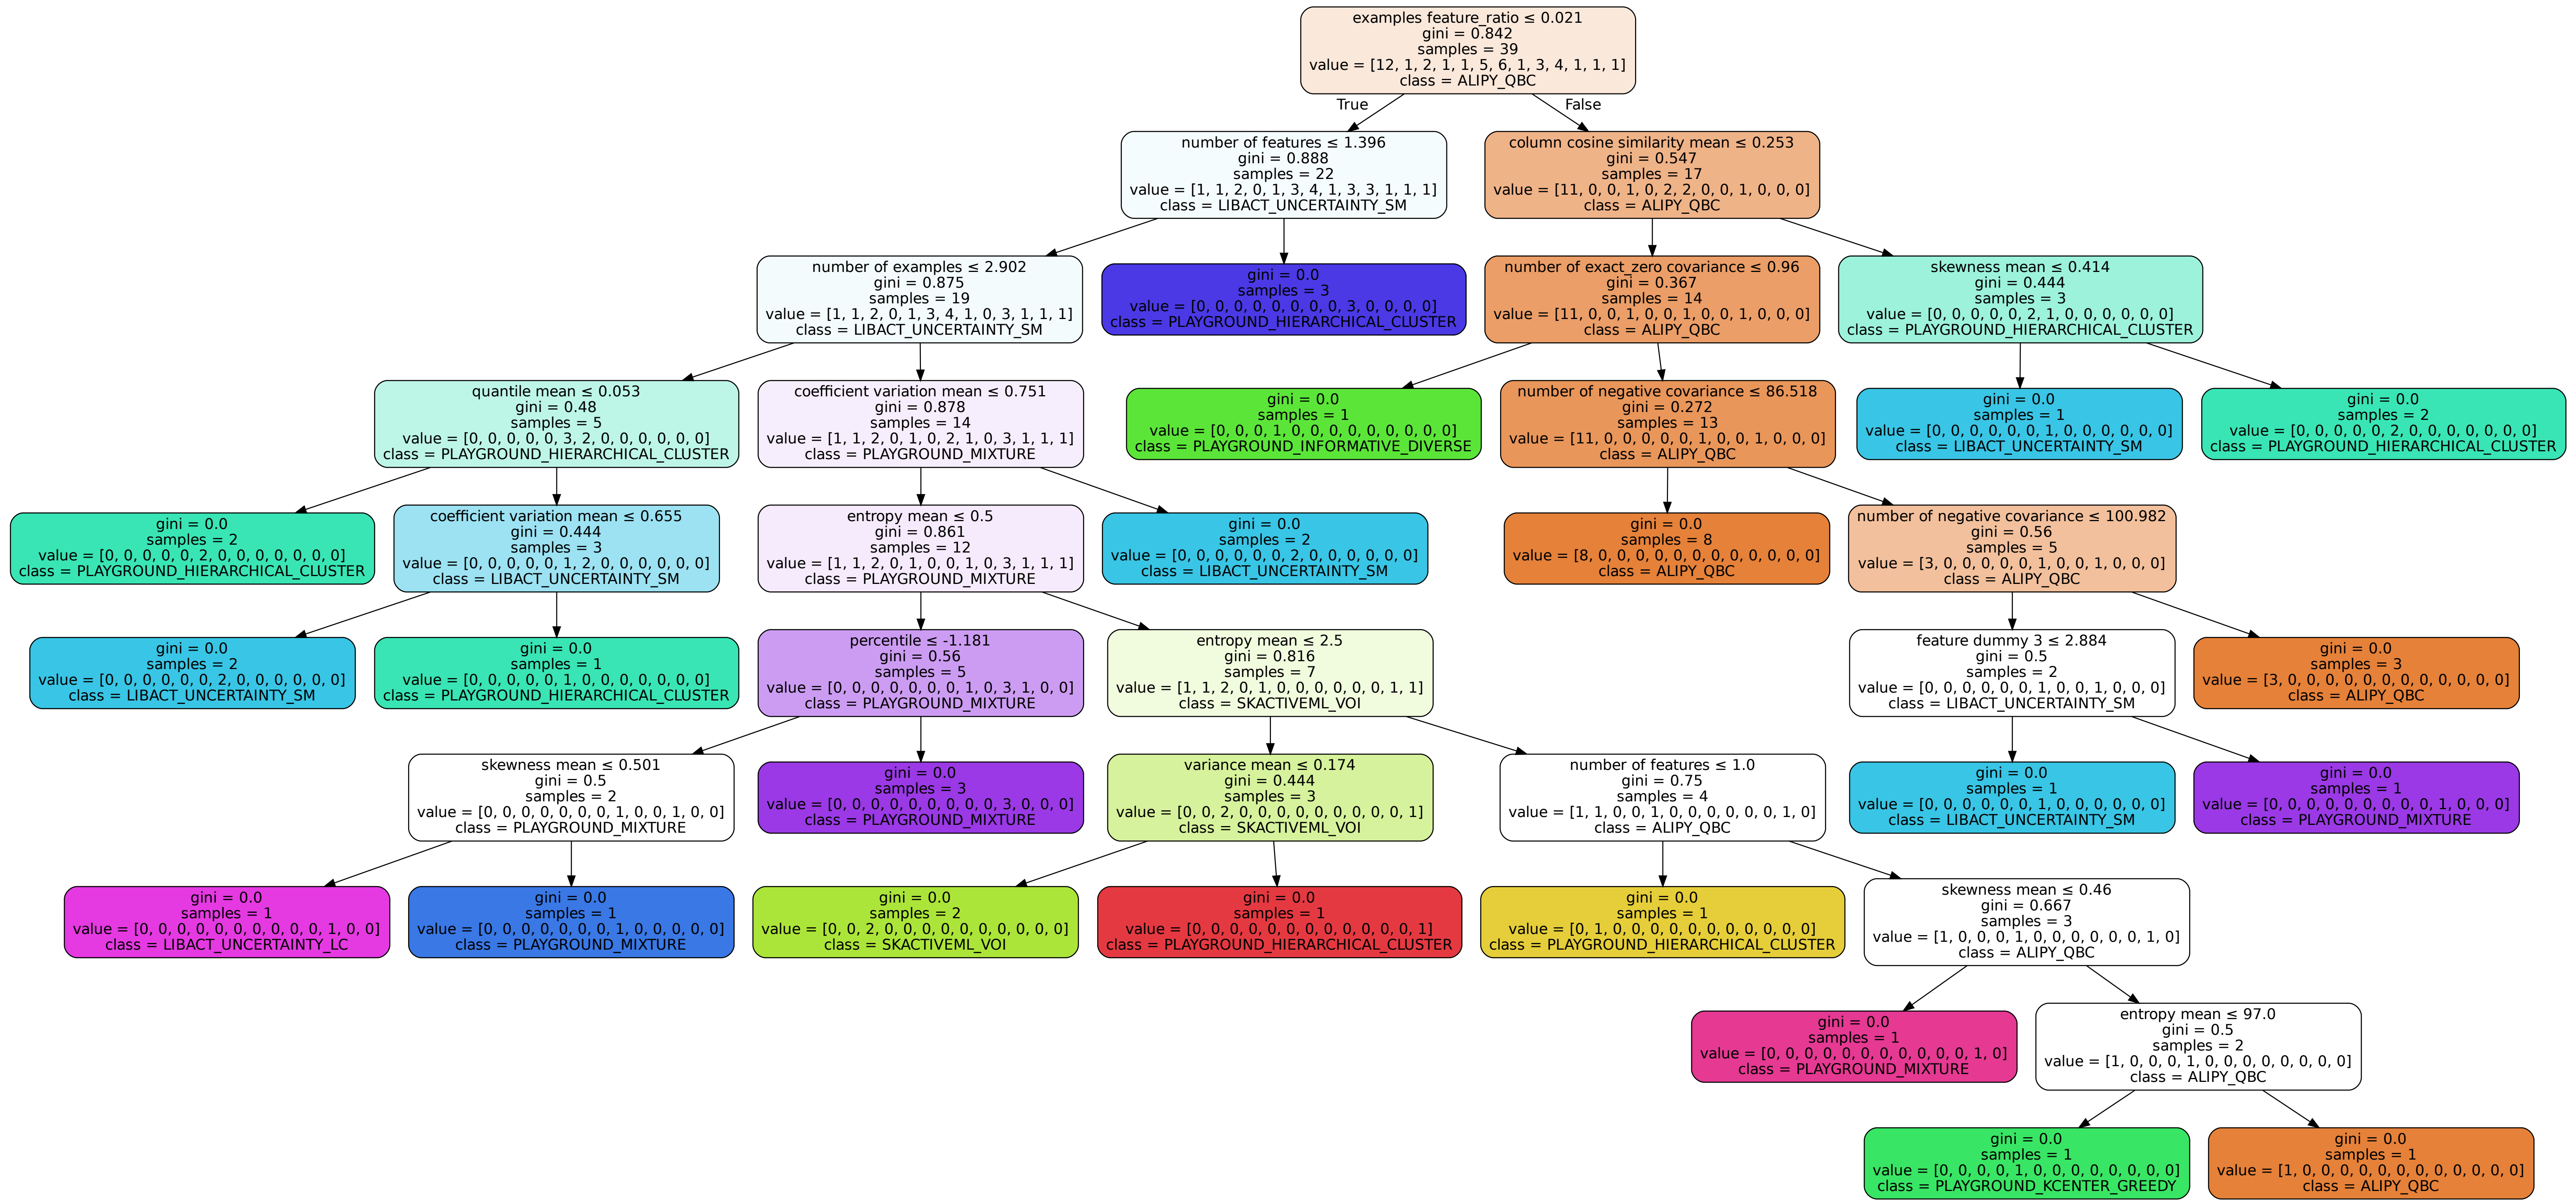 examples feature_ratio ≤ 0.021
gini = 0.842
samples = 39
value = [12, 1, 2, 1, 1, 5, 6, 1, 3, 4, 1, 1, 1]
class = ALIPY_QBC
True
False
number of features ≤ 1.396
gini = 0.888
samples = 22
value = [1, 1, 2, 0, 1, 3, 4, 1, 3, 3, 1, 1, 1]
class = LIBACT_UNCERTAINTY_SM
column cosine similarity mean ≤ 0.253
gini = 0.547
samples = 17
value = [11, 0, 0, 1, 0, 2, 2, 0, 0, 1, 0, 0, 0]
class = ALIPY_QBC
number of examples ≤ 2.902
gini = 0.875
samples = 19
value = [1, 1, 2, 0, 1, 3, 4, 1, 0, 3, 1, 1, 1]
class = LIBACT_UNCERTAINTY_SM
gini = 0.0
samples = 3
value = [0, 0, 0, 0, 0, 0, 0, 0, 3, 0, 0, 0, 0]
class = PLAYGROUND_HIERARCHICAL_CLUSTER
number of exact_zero covariance ≤ 0.96
gini = 0.367
samples = 14
value = [11, 0, 0, 1, 0, 0, 1, 0, 0, 1, 0, 0, 0]
class = ALIPY_QBC
skewness mean ≤ 0.414
gini = 0.444
samples = 3
value = [0, 0, 0, 0, 0, 2, 1, 0, 0, 0, 0, 0, 0]
class = PLAYGROUND_HIERARCHICAL_CLUSTER
quantile mean ≤ 0.053
gini = 0.48
samples = 5
value = [0, 0, 0, 0, 0, 3, 2, 0, 0, 0, 0, 0, 0]
class = PLAYGROUND_HIERARCHICAL_CLUSTER
coefficient variation mean ≤ 0.751
gini = 0.878
samples = 14
value = [1, 1, 2, 0, 1, 0, 2, 1, 0, 3, 1, 1, 1]
class = PLAYGROUND_MIXTURE
gini = 0.0
samples = 1
value = [0, 0, 0, 1, 0, 0, 0, 0, 0, 0, 0, 0, 0]
class = PLAYGROUND_INFORMATIVE_DIVERSE
number of negative covariance ≤ 86.518
gini = 0.272
samples = 13
value = [11, 0, 0, 0, 0, 0, 1, 0, 0, 1, 0, 0, 0]
class = ALIPY_QBC
gini = 0.0
samples = 1
value = [0, 0, 0, 0, 0, 0, 1, 0, 0, 0, 0, 0, 0]
class = LIBACT_UNCERTAINTY_SM
gini = 0.0
samples = 2
value = [0, 0, 0, 0, 0, 2, 0, 0, 0, 0, 0, 0, 0]
class = PLAYGROUND_HIERARCHICAL_CLUSTER
gini = 0.0
samples = 2
value = [0, 0, 0, 0, 0, 2, 0, 0, 0, 0, 0, 0, 0]
class = PLAYGROUND_HIERARCHICAL_CLUSTER
coefficient variation mean ≤ 0.655
gini = 0.444
samples = 3
value = [0, 0, 0, 0, 0, 1, 2, 0, 0, 0, 0, 0, 0]
class = LIBACT_UNCERTAINTY_SM
entropy mean ≤ 0.5
gini = 0.861
samples = 12
value = [1, 1, 2, 0, 1, 0, 0, 1, 0, 3, 1, 1, 1]
class = PLAYGROUND_MIXTURE
gini = 0.0
samples = 2
value = [0, 0, 0, 0, 0, 0, 2, 0, 0, 0, 0, 0, 0]
class = LIBACT_UNCERTAINTY_SM
gini = 0.0
samples = 8
value = [8, 0, 0, 0, 0, 0, 0, 0, 0, 0, 0, 0, 0]
class = ALIPY_QBC
number of negative covariance ≤ 100.982
gini = 0.56
samples = 5
value = [3, 0, 0, 0, 0, 0, 1, 0, 0, 1, 0, 0, 0]
class = ALIPY_QBC
gini = 0.0
samples = 2
value = [0, 0, 0, 0, 0, 0, 2, 0, 0, 0, 0, 0, 0]
class = LIBACT_UNCERTAINTY_SM
gini = 0.0
samples = 1
value = [0, 0, 0, 0, 0, 1, 0, 0, 0, 0, 0, 0, 0]
class = PLAYGROUND_HIERARCHICAL_CLUSTER
percentile ≤ -1.181
gini = 0.56
samples = 5
value = [0, 0, 0, 0, 0, 0, 0, 1, 0, 3, 1, 0, 0]
class = PLAYGROUND_MIXTURE
entropy mean ≤ 2.5
gini = 0.816
samples = 7
value = [1, 1, 2, 0, 1, 0, 0, 0, 0, 0, 0, 1, 1]
class = SKACTIVEML_VOI
feature dummy 3 ≤ 2.884
gini = 0.5
samples = 2
value = [0, 0, 0, 0, 0, 0, 1, 0, 0, 1, 0, 0, 0]
class = LIBACT_UNCERTAINTY_SM
gini = 0.0
samples = 3
value = [3, 0, 0, 0, 0, 0, 0, 0, 0, 0, 0, 0, 0]
class = ALIPY_QBC
skewness mean ≤ 0.501
gini = 0.5
samples = 2
value = [0, 0, 0, 0, 0, 0, 0, 1, 0, 0, 1, 0, 0]
class = PLAYGROUND_MIXTURE
gini = 0.0
samples = 3
value = [0, 0, 0, 0, 0, 0, 0, 0, 0, 3, 0, 0, 0]
class = PLAYGROUND_MIXTURE
variance mean ≤ 0.174
gini = 0.444
samples = 3
value = [0, 0, 2, 0, 0, 0, 0, 0, 0, 0, 0, 0, 1]
class = SKACTIVEML_VOI
number of features ≤ 1.0
gini = 0.75
samples = 4
value = [1, 1, 0, 0, 1, 0, 0, 0, 0, 0, 0, 1, 0]
class = ALIPY_QBC
gini = 0.0
samples = 1
value = [0, 0, 0, 0, 0, 0, 1, 0, 0, 0, 0, 0, 0]
class = LIBACT_UNCERTAINTY_SM
gini = 0.0
samples = 1
value = [0, 0, 0, 0, 0, 0, 0, 0, 0, 1, 0, 0, 0]
class = PLAYGROUND_MIXTURE
gini = 0.0
samples = 1
value = [0, 0, 0, 0, 0, 0, 0, 0, 0, 0, 1, 0, 0]
class = LIBACT_UNCERTAINTY_LC
gini = 0.0
samples = 1
value = [0, 0, 0, 0, 0, 0, 0, 1, 0, 0, 0, 0, 0]
class = PLAYGROUND_MIXTURE
gini = 0.0
samples = 2
value = [0, 0, 2, 0, 0, 0, 0, 0, 0, 0, 0, 0, 0]
class = SKACTIVEML_VOI
gini = 0.0
samples = 1
value = [0, 0, 0, 0, 0, 0, 0, 0, 0, 0, 0, 0, 1]
class = PLAYGROUND_HIERARCHICAL_CLUSTER
gini = 0.0
samples = 1
value = [0, 1, 0, 0, 0, 0, 0, 0, 0, 0, 0, 0, 0]
class = PLAYGROUND_HIERARCHICAL_CLUSTER
skewness mean ≤ 0.46
gini = 0.667
samples = 3
value = [1, 0, 0, 0, 1, 0, 0, 0, 0, 0, 0, 1, 0]
class = ALIPY_QBC
gini = 0.0
samples = 1
value = [0, 0, 0, 0, 0, 0, 0, 0, 0, 0, 0, 1, 0]
class = PLAYGROUND_MIXTURE
entropy mean ≤ 97.0
gini = 0.5
samples = 2
value = [1, 0, 0, 0, 1, 0, 0, 0, 0, 0, 0, 0, 0]
class = ALIPY_QBC
gini = 0.0
samples = 1
value = [0, 0, 0, 0, 1, 0, 0, 0, 0, 0, 0, 0, 0]
class = PLAYGROUND_KCENTER_GREEDY
gini = 0.0
samples = 1
value = [1, 0, 0, 0, 0, 0, 0, 0, 0, 0, 0, 0, 0]
class = ALIPY_QBC